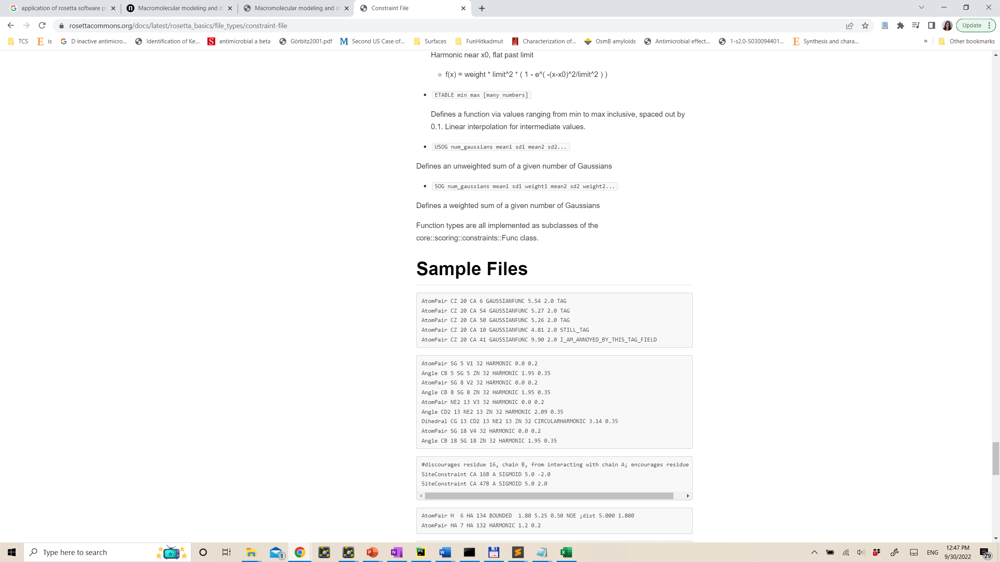 application of rosetta software pr
Macromolecular modeling and de
Macromolecular modeling and de
Constraint File
rosettacommons.org/docs/latest/rosetta_basics/file_types/constraint-file
Update
TCS
is
D inactive antimicro...
Identification of Ke...
antimicrobial a beta
Görbitz2001.pdf
Second US Case of...
Surfaces
FunHitkadmut
Characterization of...
OsmB amyloids
Antimicrobial effect...
1-s2.0-S030094401...
Synthesis and chara...
»
Other bookmarks
Harmonic near x0, flat past limit
f(x) = weight * limit^2 * ( 1 - e^( -(x-x0)^2/limit^2 ) )
ETABLE min max [many numbers]
Defines a function via values ranging from min to max inclusive, spaced out by
0.1. Linear interpolation for intermediate values.
USOG num_gaussians mean1 sd1 mean2 sd2...
Defines an unweighted sum of a given number of Gaussians
SOG num_gaussians mean1 sd1 weight1 mean2 sd2 weight2...
Defines a weighted sum of a given number of Gaussians
Function types are all implemented as subclasses of the
core::scoring::constraints::Func class.
Sample Files
AtomPair CZ 20 CA 6 GAUSSIANFUNC 5.54 2.0 TAG
AtomPair CZ 20 CA 54 GAUSSIANFUNC 5.27 2.0 TAG
AtomPair CZ 20 CA 50 GAUSSIANFUNC 5.26 2.0 TAG
AtomPair CZ 20 CA 10 GAUSSIANFUNC 4.81 2.0 STILL_TAG
AtomPair CZ 20 CA 41 GAUSSIANFUNC 9.90 2.0 I_AM_ANNOYED_BY_THIS_TAG_FIELD
AtomPair SG 5 V1 32 HARMONIC 0.0 0.2
Angle CB 5 SG 5 ZN 32 HARMONIC 1.95 0.35
AtomPair SG 8 V2 32 HARMONIC 0.0 0.2
Angle CB 8 SG 8 ZN 32 HARMONIC 1.95 0.35
AtomPair NE2 13 V3 32 HARMONIC 0.0 0.2
Angle CD2 13 NE2 13 ZN 32 HARMONIC 2.09 0.35
Dihedral CG 13 CD2 13 NE2 13 ZN 32 CIRCULARHARMONIC 3.14 0.35
AtomPair SG 18 V4 32 HARMONIC 0.0 0.2
Angle CB 18 SG 18 ZN 32 HARMONIC 1.95 0.35
#discourages residue 16, chain B, from interacting with chain A; encourages residue
SiteConstraint CA 16B A SIGMOID 5.0 -2.0
SiteConstraint CA 47B A SIGMOID 5.0 2.0
AtomPair H  6 HA 134 BOUNDED  1.80 5.25 0.50 NOE ;dist 5.000 1.800
AtomPair HA 7 HA 132 HARMONIC 1.2 0.2
Type here to search
1
ENG
12:47 PM
9/30/2022
29